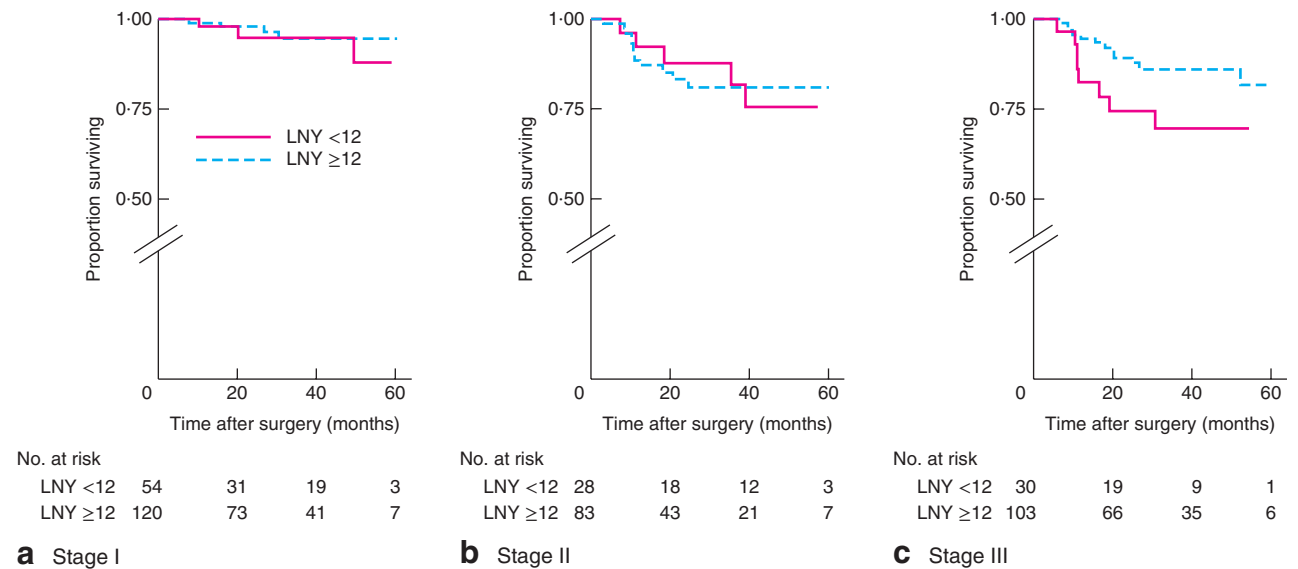 1·00
0·75
0·50
Proportion surviving
LNY <12
LNY ≥12
0 20 40 60
Time after surgery (months)
No. at risk
LNY <12 54 31 19 3
LNY ≥12 120 73 41 7
a Stage I
1·00
0·75
0·50
Proportion surviving
0 20 40 60
Time after surgery (months)
No. at risk
LNY <12 28 18 12 3
LNY ≥12 83 43 21 7
b Stage II
1·00
0·75
0·50
Proportion surviving
0 20 40 60
Time after surgery (months)
No. at risk
LNY <12 30 19 9 1
LNY ≥12 103 66 35 6
c Stage III